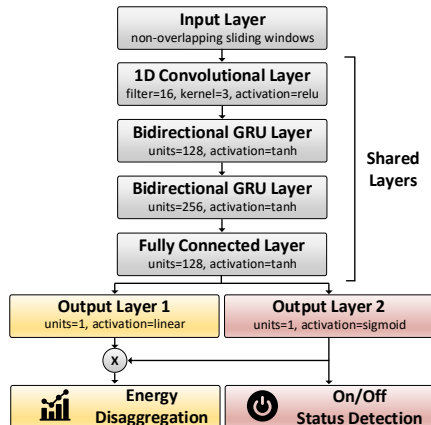 Input Layer
non-overlapping sliding windows
1D Convolutional Layer
filter=16, kernel=3, activation=relu
Bidirectional GRU Layer
units=128, activation=tanh
Bidirectional GRU Layer
units=256, activation=tanh
Fully Connected Layer
units=128, activation=tanh
Shared
Layers
Output Layer 1
units=1, activation=linear
Output Layer 2
units=1, activation=sigmoid
X
Energy
Disaggregation
On/Off
Status Detection